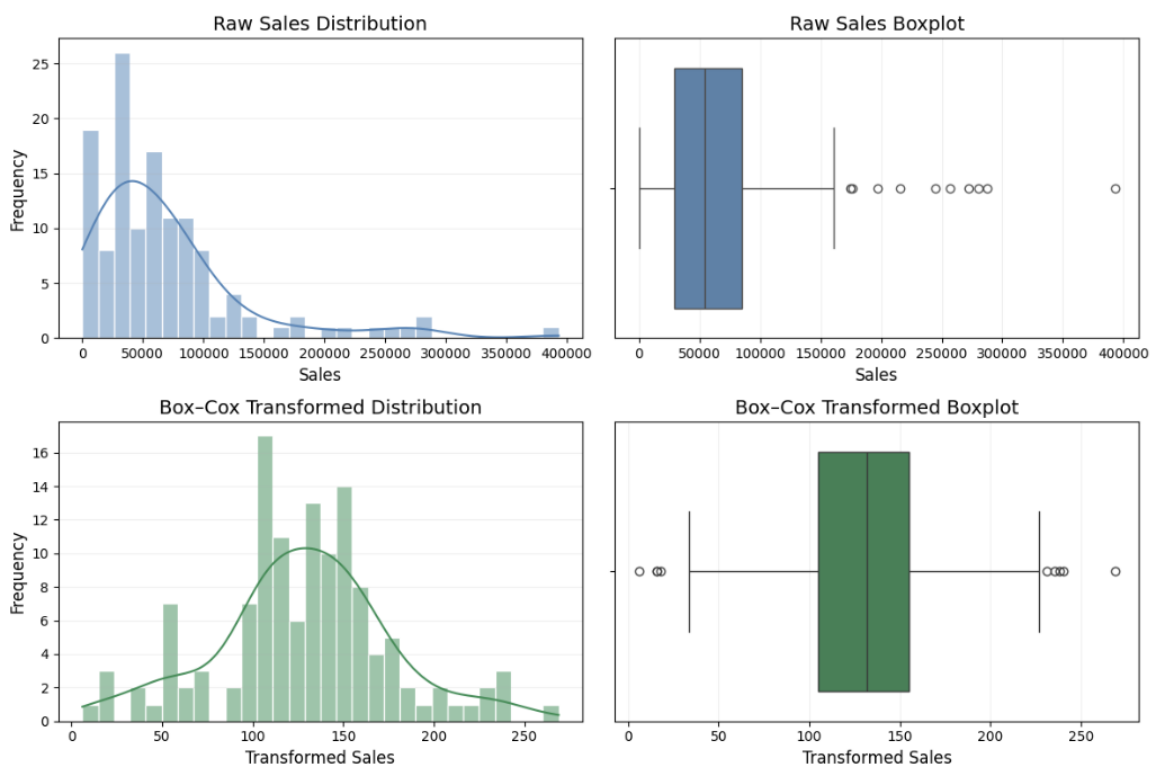 Raw Sales Distribution
Frequency
25
20
15
10
5
0
0 50000 100000 150000 200000 250000 300000 350000 400000
Sales
Raw Sales Boxplot
0 50000 100000 150000 200000 250000 300000 350000 400000
Sales
Box–Cox Transformed Distribution
Frequency
16
14
12
10
8
6
4
2
0
0 50 100 150 200 250
Transformed Sales
Box–Cox Transformed Boxplot
0 50 100 150 200 250
Transformed Sales